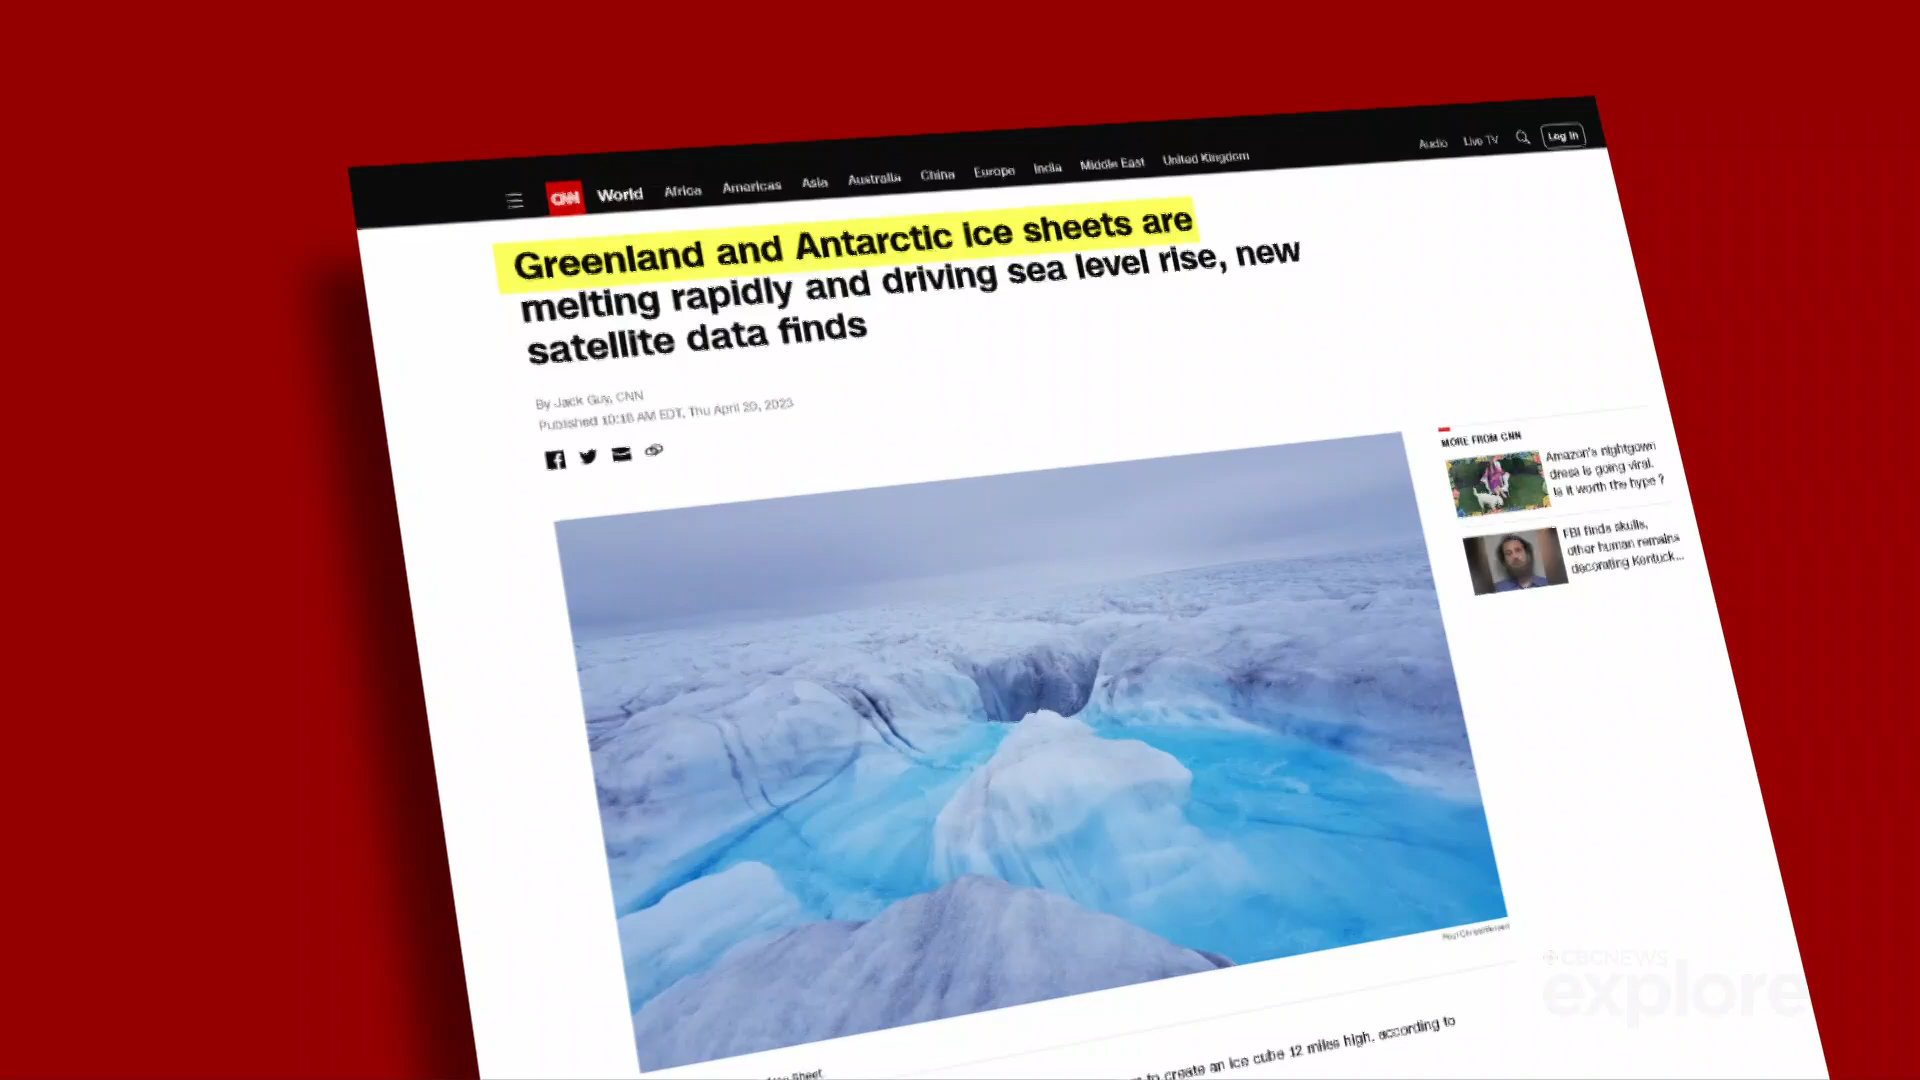 CNN World Africa Americas Asia Australia China Europe India Middle East United Kingdom Audio Live TV Log In
Greenland and Antarctic ice sheets are
melting rapidly and driving sea level rise, new
satellite data finds
By Jack Guy, CNN
Published 10:18 AM EDT, Thu April 20, 2023
MORE FROM CNN
Amazon's nightgown
dress is going viral.
Is it worth the hype ?
FBI finds skulls,
other human remains
decorating Kentuck...
Sheet
to create an ice cube 12 miles high, according to
CBCNEWS
explore